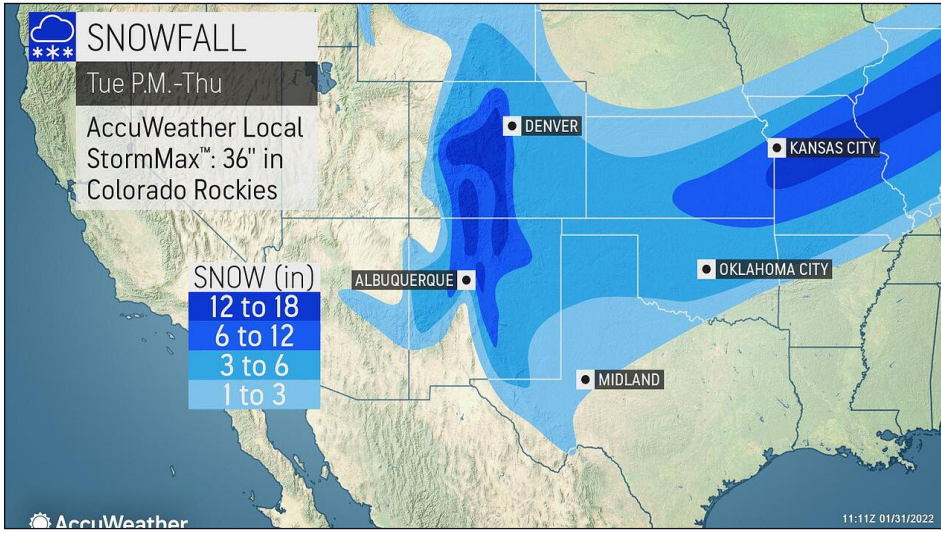 SNOWFALL
Tue P.M.-Thu
AccuWeather Local
StormMax™: 36" in
Colorado Rockies
DENVER
KANSAS CITY
SNOW (in)
12 to 18
6 to 12
3 to 6
1 to 3
ALBUQUERQUE
OKLAHOMA CITY
MIDLAND
AccuWeather
11:11Z 01/31/2022